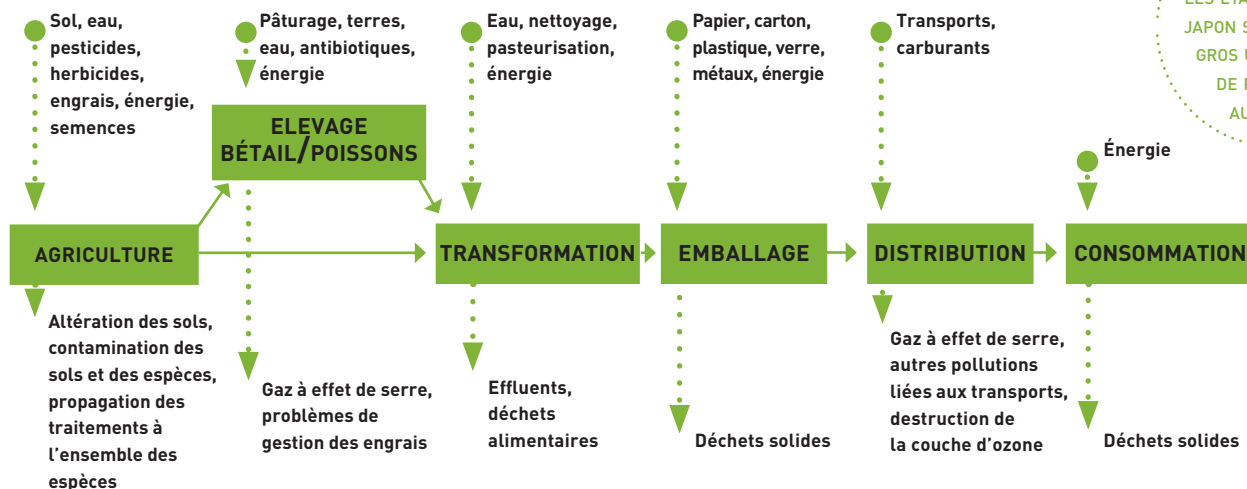 Sol, eau,
pesticides,
herbicides,
engrais, énergie,
semences
Pâturage, terres,
eau, antibiotiques,
énergie
Eau, nettoyage,
pasteurisation,
énergie
Papier, carton,
plastique, verre,
métaux, énergie
Transports,
carburants
JAPON
GROS
DE
Énergie
ELEVAGE
BÉTAIL/POISSONS
AGRICULTURE
TRANSFORMATION
EMBALLAGE
DISTRIBUTION
CONSOMMATION
Altération des sols,
contamination des
sols et des espèces,
propagation des
traitements à
l'ensemble des
espèces
Gaz à effet de serre,
problèmes de
gestion des engrais
Effluents,
déchets
alimentaires
Déchets solides
Gaz à effet de serre,
autres pollutions
liées aux transports,
destruction de
la couche d'ozone
Déchets solides